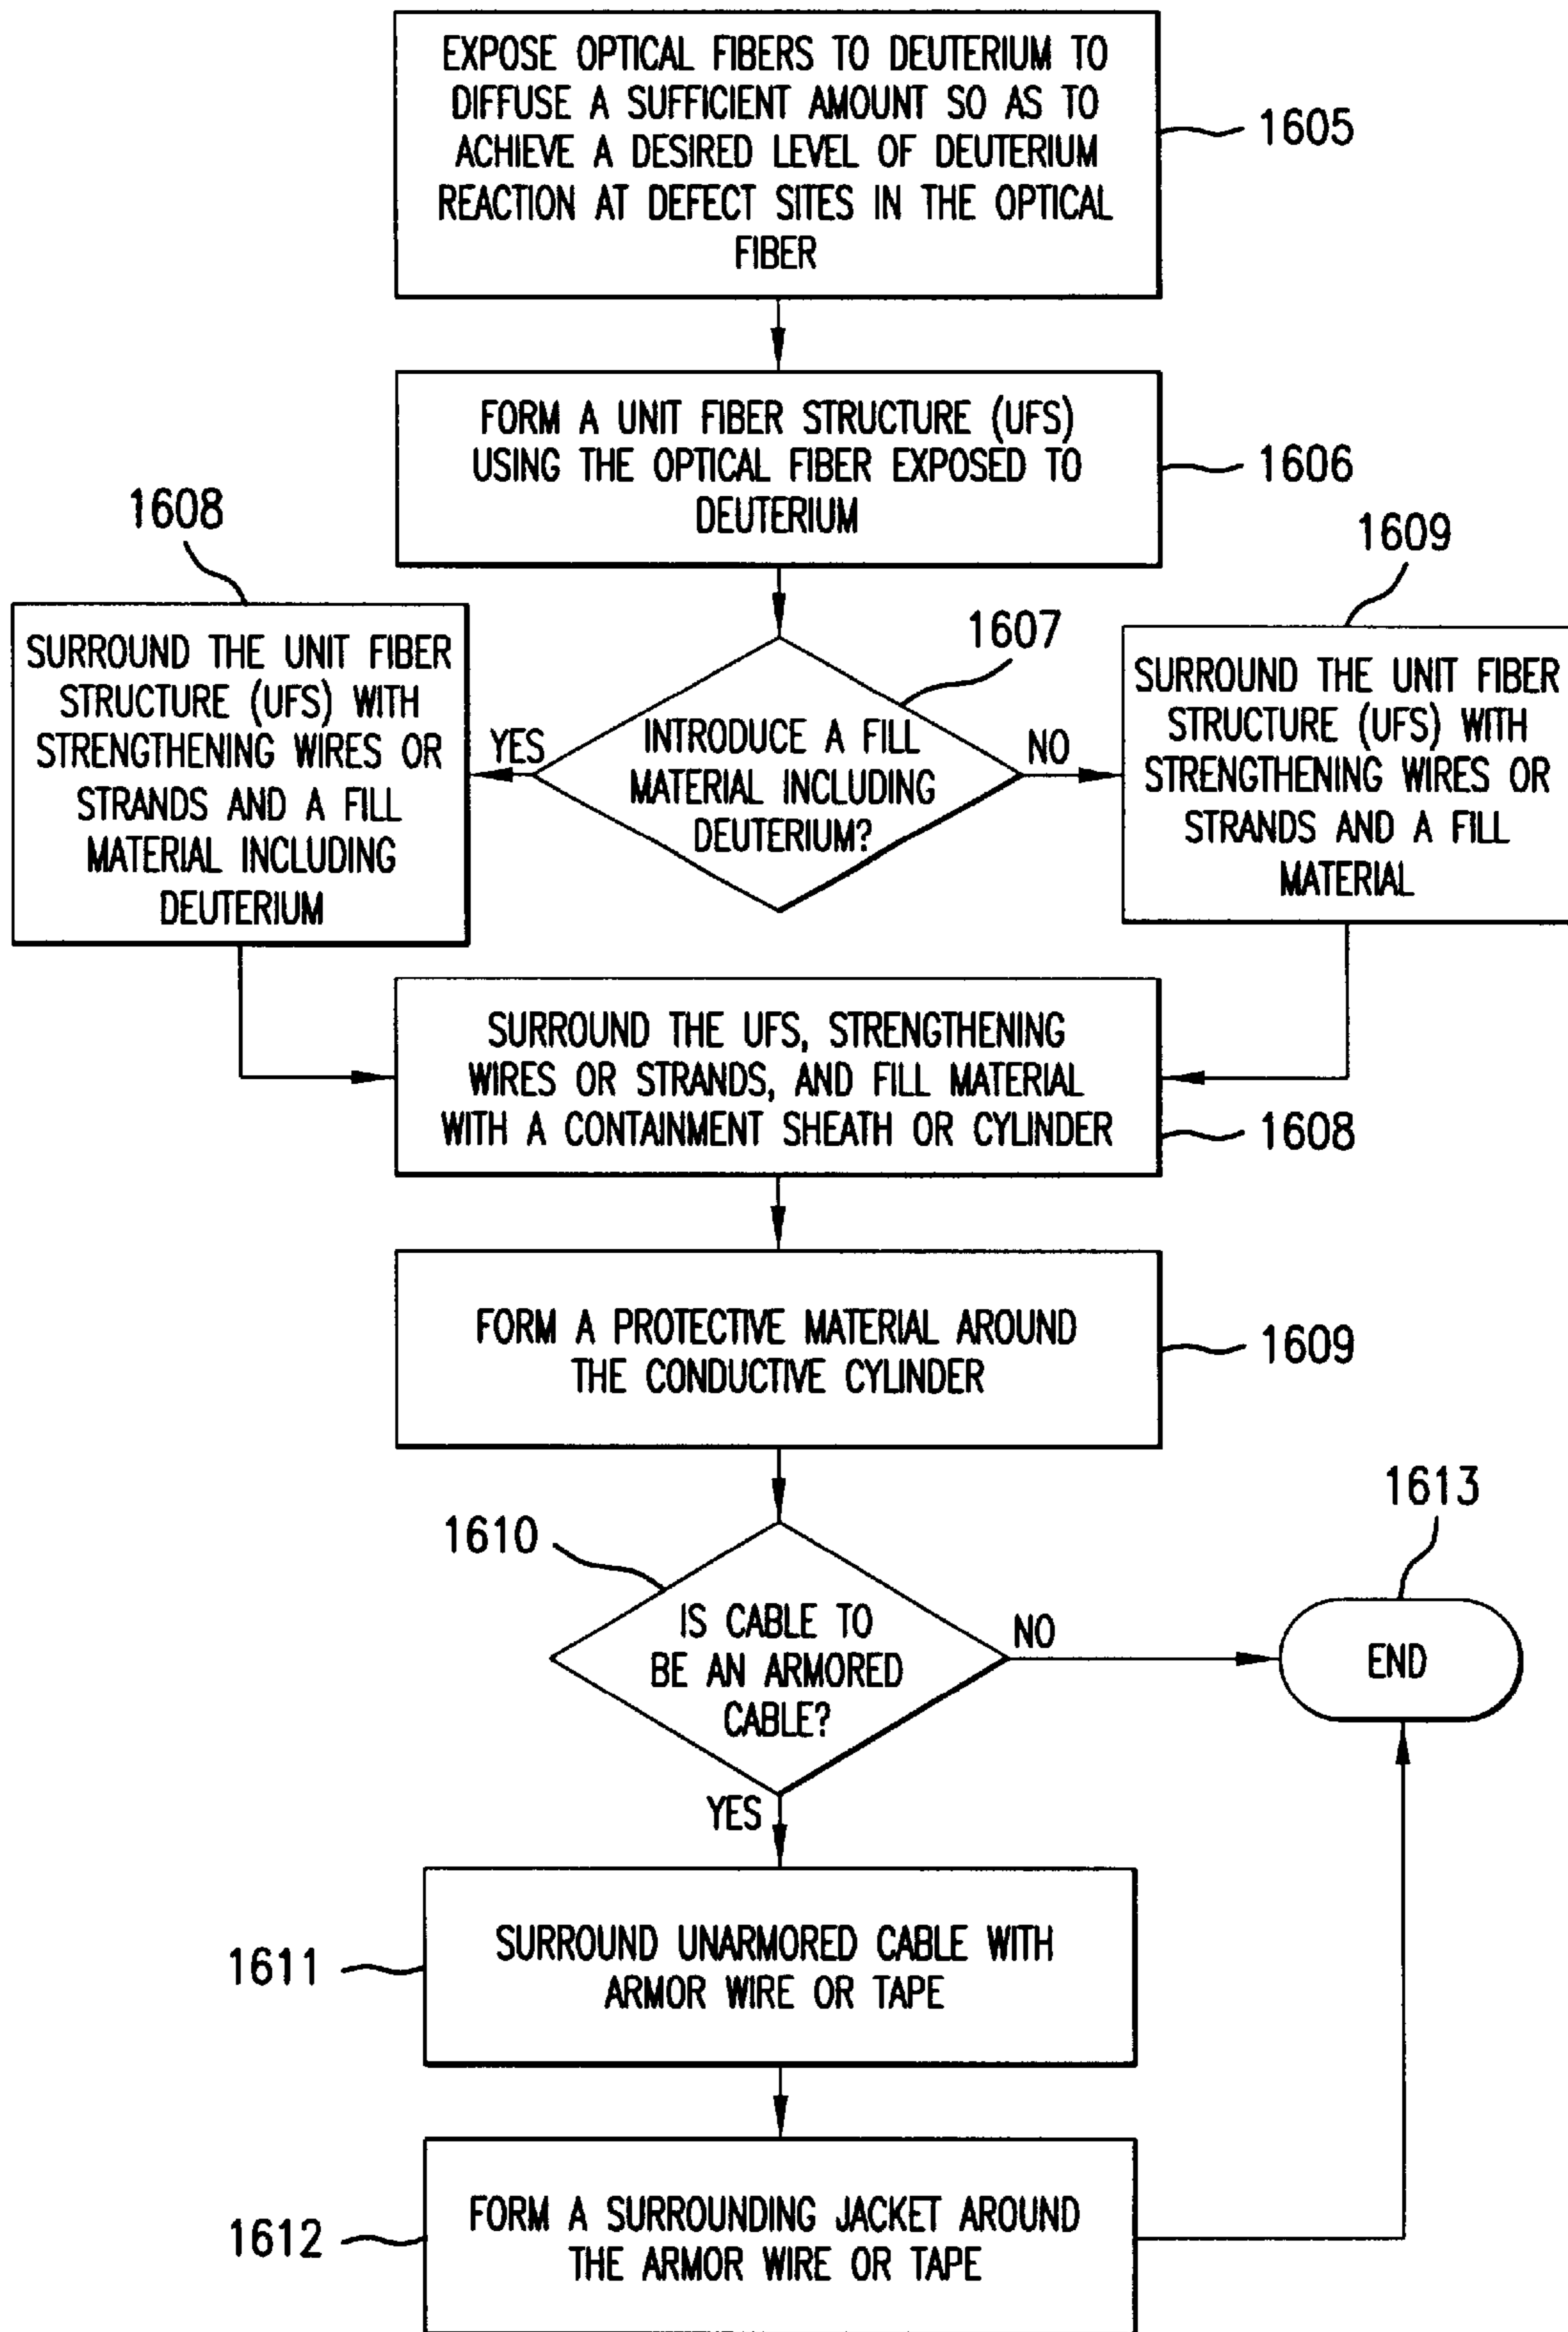 EXPOSE OPTICAL FIBERS TO DEUTERIUM TO
DIFFUSE A SUFFICIENT AMOUNT SO AS TO
ACHIEVE A DESIRED LEVEL OF DEUTERIUM
REACTION AT DEFECT SITES IN THE OPTICAL
FIBER
1605
FORM A UNIT FIBER STRUCTURE (UFS)
USING THE OPTICAL FIBER EXPOSED TO
DEUTERIUM
1606
1608
SURROUND THE UNIT FIBER
STRUCTURE (UFS) WITH
STRENGTHENING WIRES OR
STRANDS AND A FILL
MATERIAL INCLUDING
DEUTERIUM
YES
1607
INTRODUCE A FILL
MATERIAL INCLUDING
DEUTERIUM?
NO
1609
SURROUND THE UNIT FIBER
STRUCTURE (UFS) WITH
STRENGTHENING WIRES OR
STRANDS AND A FILL
MATERIAL
SURROUND THE UFS, STRENGTHENING
WIRES OR STRANDS, AND FILL MATERIAL
WITH A CONTAINMENT SHEATH OR CYLINDER
1608
FORM A PROTECTIVE MATERIAL AROUND
THE CONDUCTIVE CYLINDER
1609
1610
IS CABLE TO
BE AN ARMORED
CABLE?
NO
1613
END
YES
1611
SURROUND UNARMORED CABLE WITH
ARMOR WIRE OR TAPE
1612
FORM A SURROUNDING JACKET AROUND
THE ARMOR WIRE OR TAPE